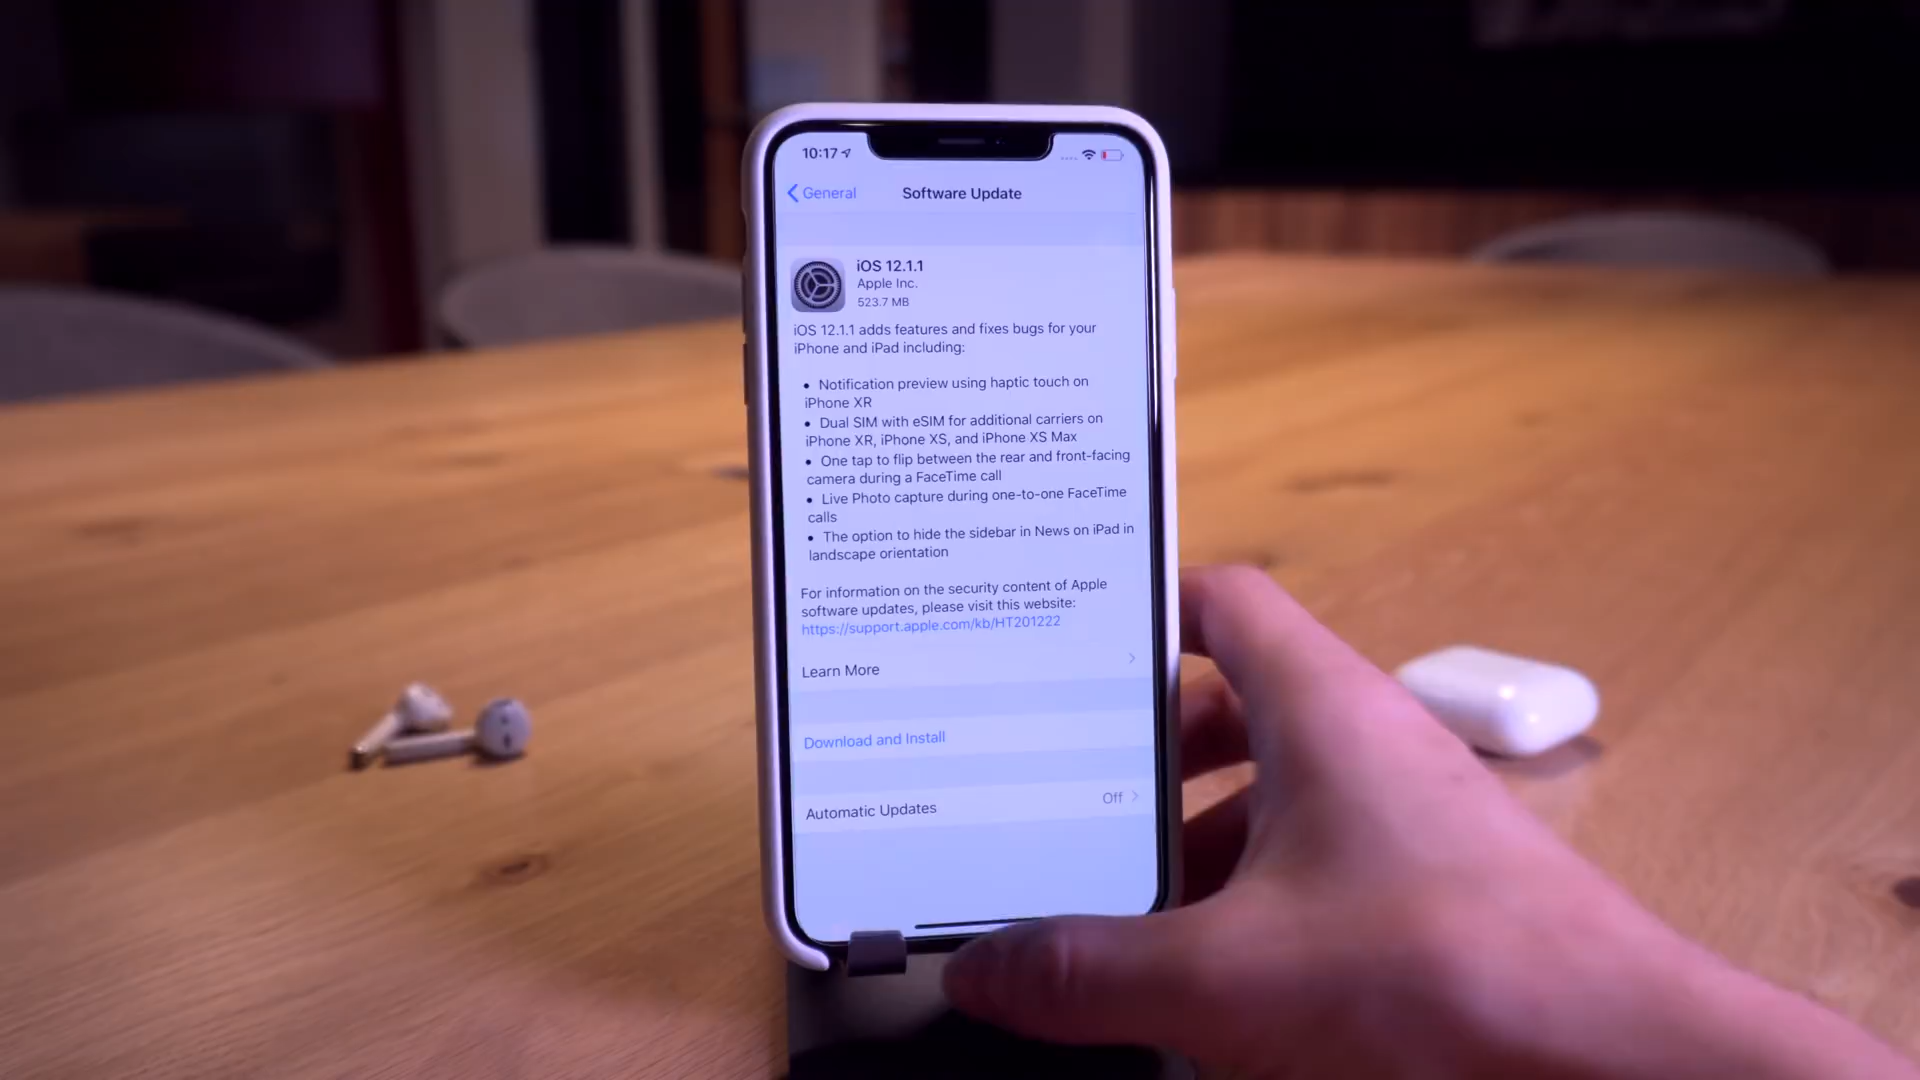 10:17
General
Software Update
iOS 12.1.1
Apple Inc.
523.7 MB
iOS 12.1.1 adds features and fixes bugs for your
iPhone and iPad including:
• Notification preview using haptic touch on
iPhone XR
• Dual SIM with eSIM for additional carriers on
iPhone XR, iPhone XS, and iPhone XS Max
• One tap to flip between the rear and front-facing
camera during a FaceTime call
• Live Photo capture during one-to-one FaceTime
calls
• The option to hide the sidebar in News on iPad in
landscape orientation
For information on the security content of Apple
software updates, please visit this website:
https://support.apple.com/kb/HT201222
Learn More
Download and Install
Automatic Updates Off